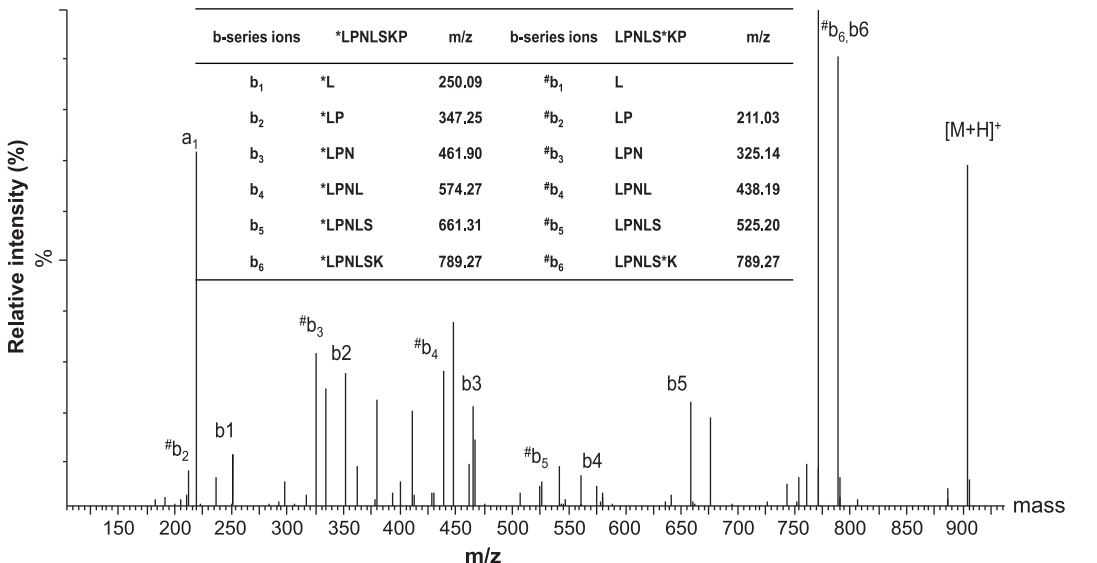 b-series ions *LPNLSKP m/z b-series ions LPNLS*KP m/z
b₁ *L 250.09 #b₁ L
b₂ *LP 347.25 #b₂ LP 211.03
b₃ *LPN 461.90 #b₃ LPN 325.14
b₄ *LPNL 574.27 #b₄ LPNL 438.19
b₅ *LPNLS 661.31 #b₅ LPNLS 525.20
b₆ *LPNLSK 789.27 #b₆ LPNLS*K 789.27
#b₆,b6
[M+H]⁺
a₁
Relative intensity (%)
%
#b₃
b2
#b₄
b3
b5
#b₂
b1
#b₅
b4
150 200 250 300 350 400 450 500 550 600 650 700 750 800 850 900 mass
m/z